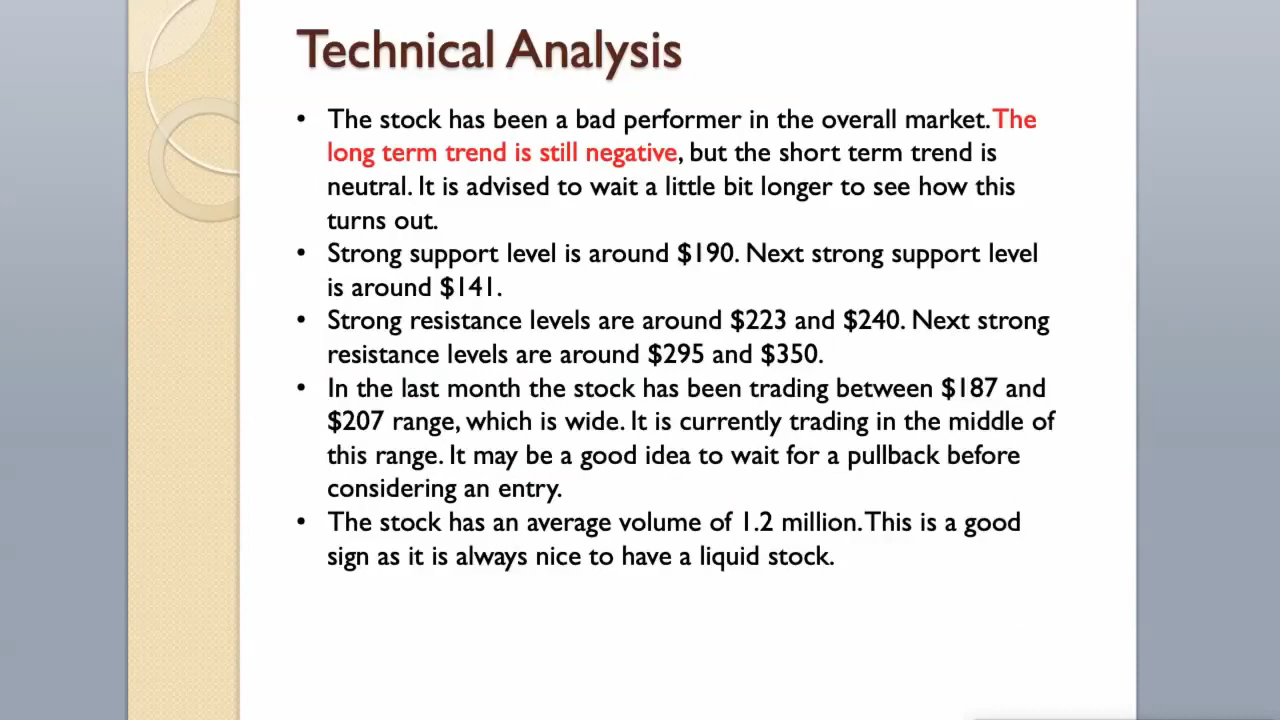 Technical Analysis
• The stock has been a bad performer in the overall market. The
long term trend is still negative, but the short term trend is
neutral. It is advised to wait a little bit longer to see how this
turns out.
• Strong support level is around $190. Next strong support level
is around $141.
• Strong resistance levels are around $223 and $240. Next strong
resistance levels are around $295 and $350.
• In the last month the stock has been trading between $187 and
$207 range, which is wide. It is currently trading in the middle of
this range. It may be a good idea to wait for a pullback before
considering an entry.
• The stock has an average volume of 1.2 million. This is a good
sign as it is always nice to have a liquid stock.